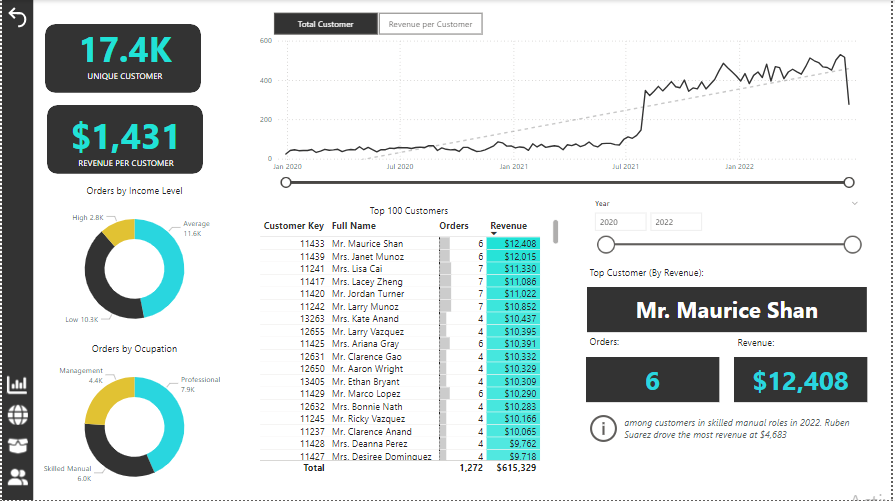 17.4K
UNIQUE CUSTOMER
$1,431
REVENUE PER CUSTOMER
Total Customer
Revenue per Customer
600
400
200
0
Jan 2020
Jul 2020
Jan 2021
Jul 2021
Jan 2022
Orders by Income Level
High 2.8K
Average
11.6K
Low 10.3K
Orders by Ocupation
Management
4.4K
Professional
7.9K
Skilled Manual
6.0K
Top 100 Customers
Customer Key Full Name Orders Revenue
11433 Mr. Maurice Shan 6 $12,408
11439 Mrs. Janet Munoz 6 $12,015
11241 Mrs. Lisa Cai 7 $11,330
11417 Mrs. Lacey Zheng 7 $11,086
11420 Mr. Jordan Turner 7 $11,022
11242 Mr. Larry Munoz 7 $10,852
13263 Mrs. Kate Anand 4 $10,437
12655 Mr. Larry Vazquez 4 $10,395
11425 Mrs. Ariana Gray 6 $10,391
12631 Mr. Clarence Gao 4 $10,332
12650 Mr. Aaron Wright 4 $10,329
13405 Mr. Ethan Bryant 4 $10,309
11429 Mr. Marco Lopez 6 $10,290
12632 Mrs. Bonnie Nath 4 $10,283
11245 Mr. Ricky Vazquez 4 $10,166
11237 Mr. Clarence Anand 4 $10,065
11428 Mrs. Deanna Perez 4 $9,762
11427 Mrs. Desiree Dominguez 4 $9,718
Total 1,272 $615,329
Year
2020
2022
Top Customer (By Revenue):
Mr. Maurice Shan
Orders:
Revenue:
6
$12,408
among customers in skilled manual roles in 2022. Ruben
Suarez drove the most revenue at $4,683